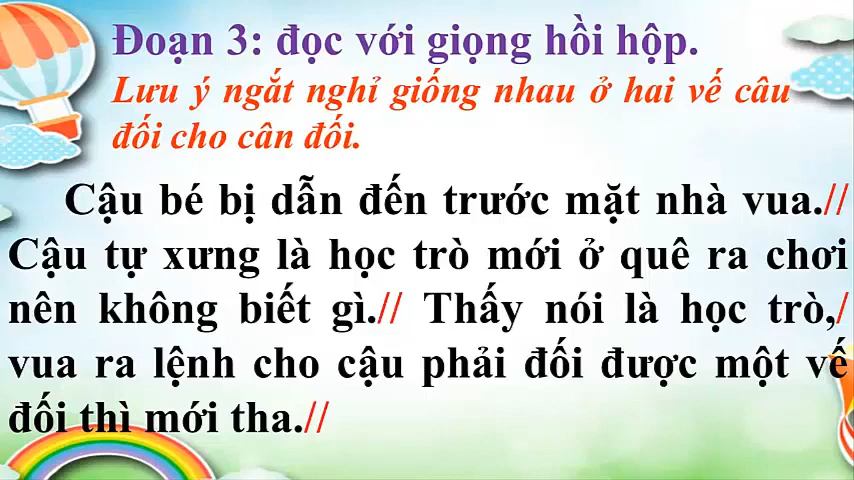 Đoạn 3: đọc với giọng hồi hộp.
Lưu ý ngắt nghỉ giống nhau ở hai vế câu
đối cho cân đối.
Cậu bé bị dẫn đến trước mặt nhà vua.//
Cậu tự xưng là học trò mới ở quê ra chơi
nên không biết gì.// Thấy nói là học trò,/
vua ra lệnh cho cậu phải đối được một vế
đối thì mới tha.//